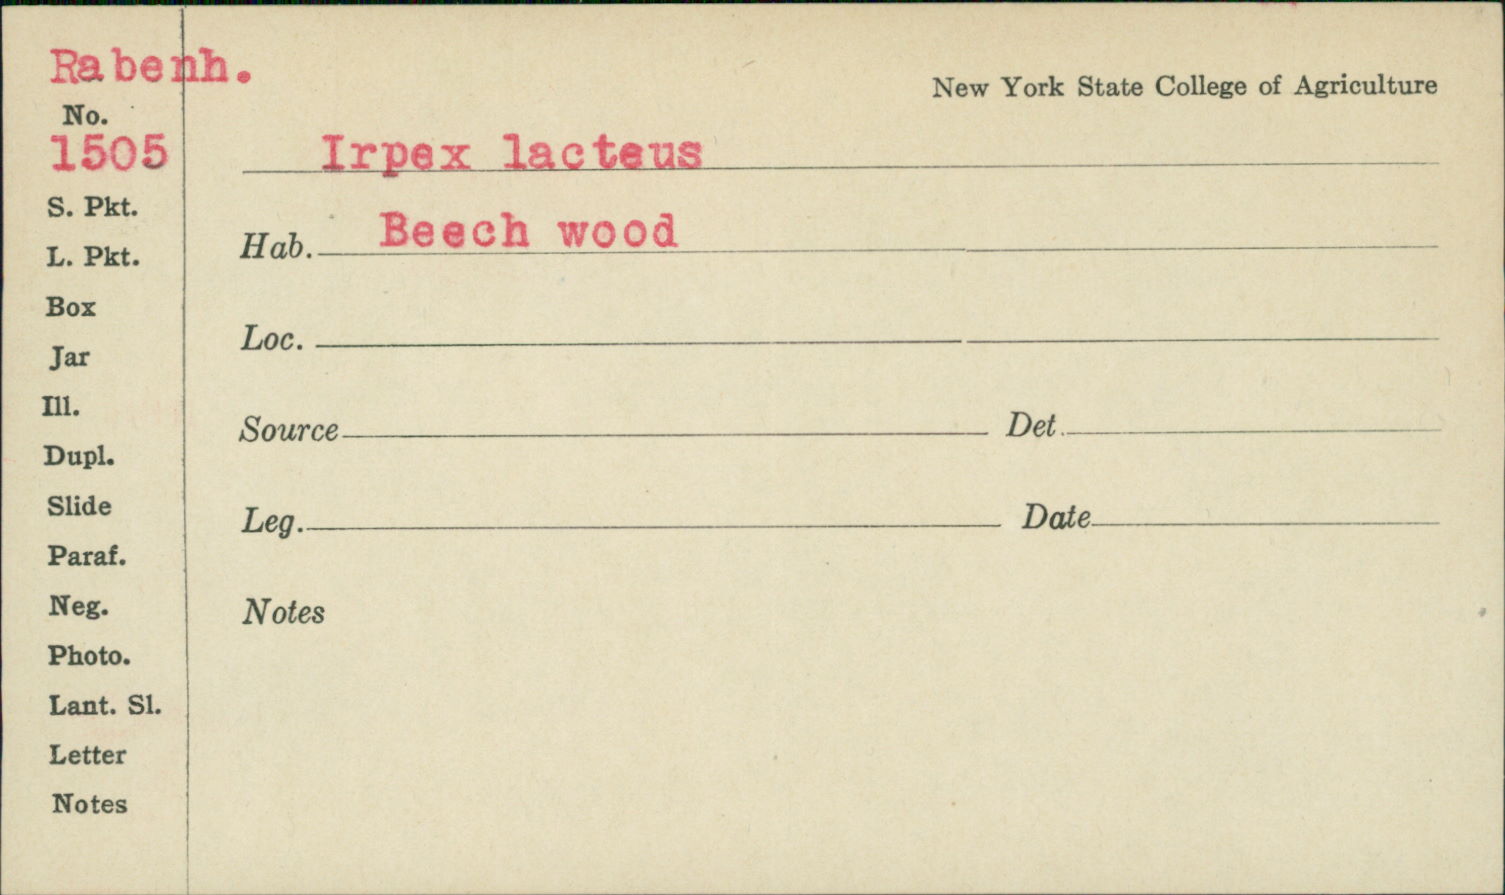 Rabenh.
New York State College of Agriculture
No.
1505
Irpex lacteus
S. Pkt.
Hab. Beech wood
L. Pkt.
Box
Loc.
Jar
Ill.
Source Det.
Dupl.
Slide
Leg. Date
Paraf.
Neg.
Notes
Photo.
Lant. Sl.
Letter
Notes